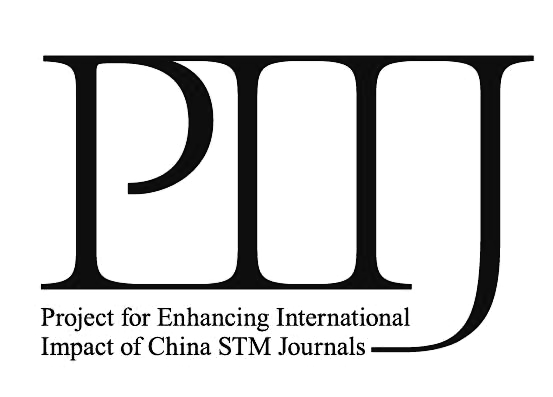 PIIJ
Project for Enhancing International
Impact of China STM Journals